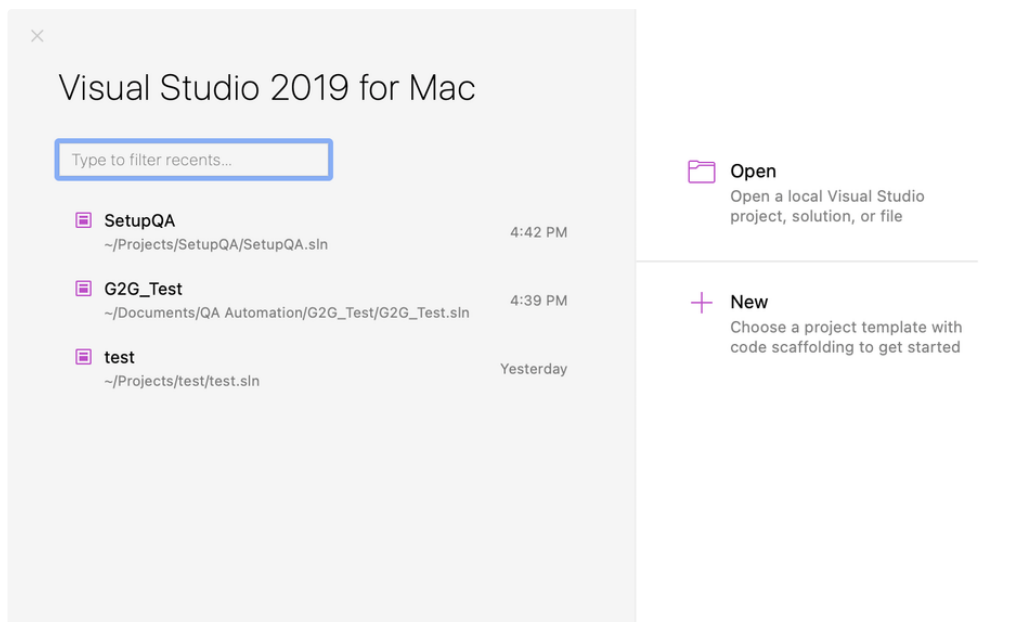 Visual Studio 2019 for Mac
Type to filter recents...
SetupQA
~/Projects/SetupQA/SetupQA.sln
4:42 PM
G2G_Test
~/Documents/QA Automation/G2G_Test/G2G_Test.sln
4:39 PM
test
~/Projects/test/test.sln
Yesterday
Open
Open a local Visual Studio
project, solution, or file
New
Choose a project template with
code scaffolding to get started